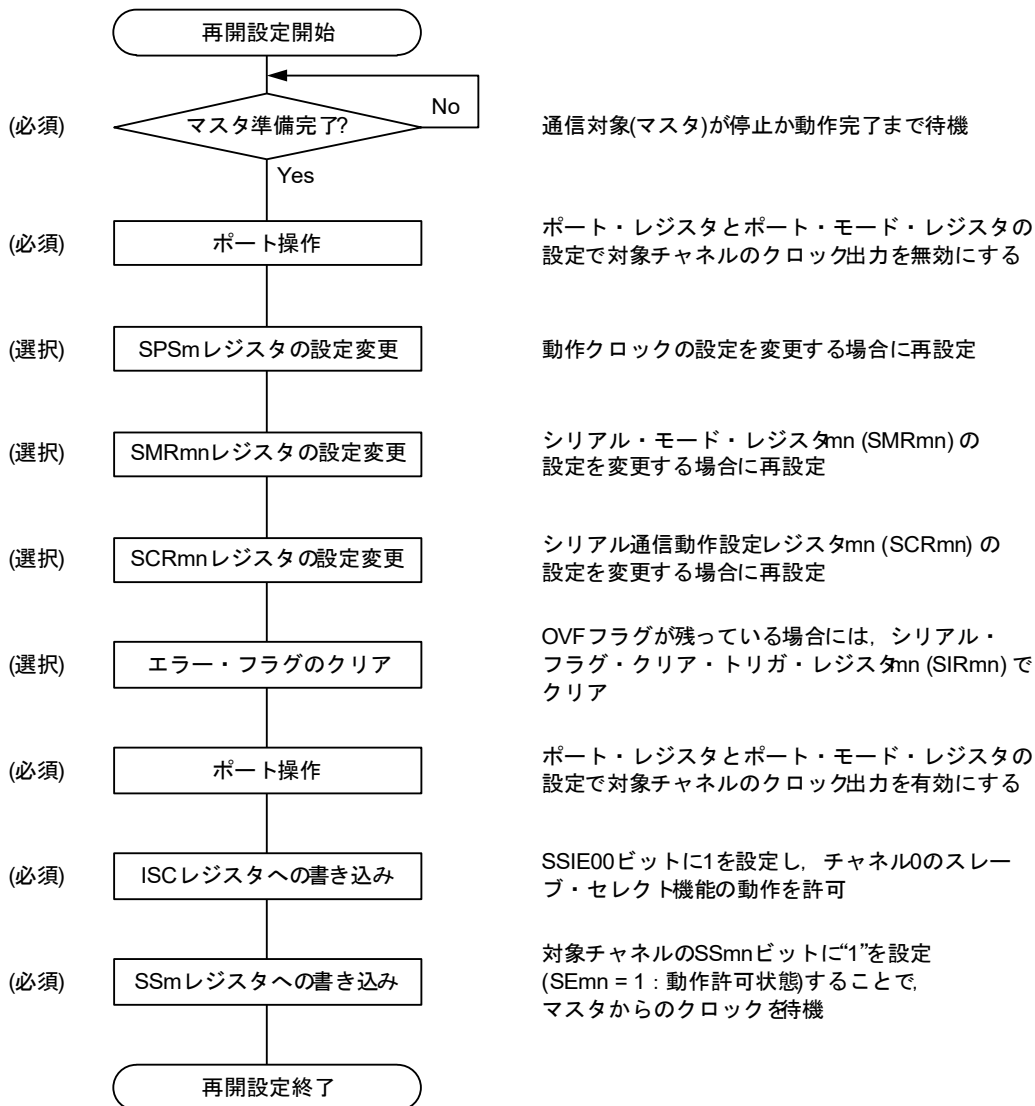 再開設定開始
No
(必須)
マスタ準備完了?
通信対象(マスタ)が停止か動作完了まで待機
Yes
(必須)
ポート操作
ポート・レジスタとポート・モード・レジスタの
設定で対象チャネルのクロック出力を無効にする
(選択)
SPSmレジスタの設定変更
動作クロックの設定を変更する場合に再設定
(選択)
SMRmnレジスタの設定変更
シリアル・モード・レジスタmn (SMRmn) の
設定を変更する場合に再設定
(選択)
SCRmnレジスタの設定変更
シリアル通信動作設定レジスタmn (SCRmn) の
設定を変更する場合に再設定
(選択)
エラー・フラグのクリア
OVFフラグが残っている場合には，シリアル・
フラグ・クリア・トリガ・レジスタmn (SIRmn) で
クリア
(必須)
ポート操作
ポート・レジスタとポート・モード・レジスタの
設定で対象チャネルのクロック出力を有効にする
(必須)
ISCレジスタへの書き込み
SSIE00ビットに1を設定し，チャネル0のスレー
ブ・セレクト機能の動作を許可
(必須)
SSmレジスタへの書き込み
対象チャネルのSSmnビットに“1”を設定
(SEmn = 1：動作許可状態)することで，
マスタからのクロックを待機
再開設定終了